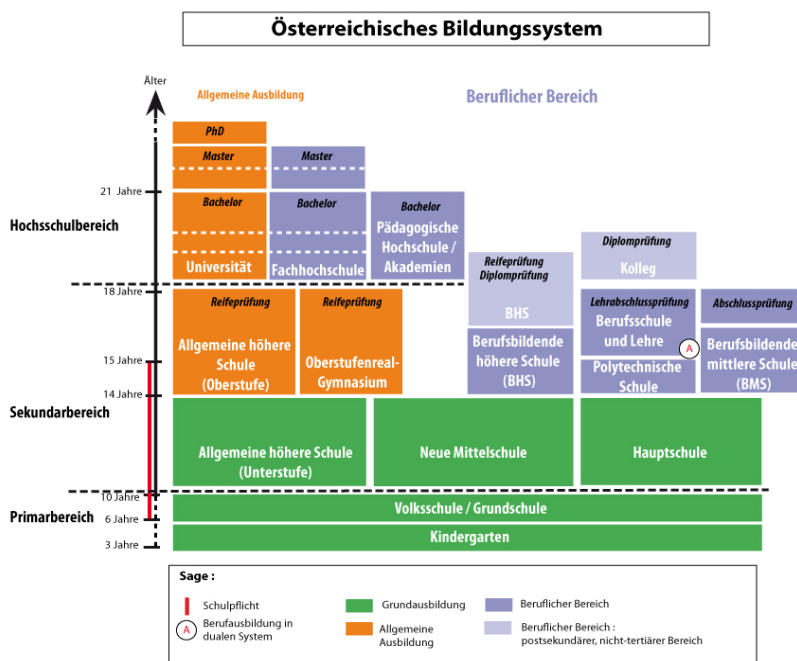 Österreichisches Bildungssystem
Älter
Allgemeine Ausbildung
Beruflicher Bereich
PhD
Master
Master
21 Jahre
Hochsschulbereich
Bachelor
Universität
Bachelor
Fachhochschule
Bachelor
Pädagogische
Hochschule /
Akademien
Reifeprüfung
Diplomprüfung
BHS
Diplomprüfung
Kolleg
18 Jahre
Reifeprüfung
Allgemeine höhere
Schule
(Oberstufe)
Reifeprüfung
Oberstufenreal-
Gymnasium
Berufsbildende
höhere Schule
(BHS)
Lehrabschlussprüfung
Berufsschule
und Lehre
A
Polytechnische
Schule
Abschlussprüfung
Berufsbildende
mittlere Schule
(BMS)
15 Jahre
14 Jahre
Sekundarbereich
Allgemeine höhere Schule
(Unterstufe)
Neue Mittelschule
Hauptschule
10 Jahre
Primarbereich
6 Jahre
Volksschule / Grundschule
3 Jahre
Kindergarten
Sage :
Schulpflicht
A
Berufausbildung in
dualen System
Grundausbildung
Allgemeine
Ausbildung
Beruflicher Bereich
Beruflicher Bereich :
postsekundärer, nicht-tertiärer Bereich